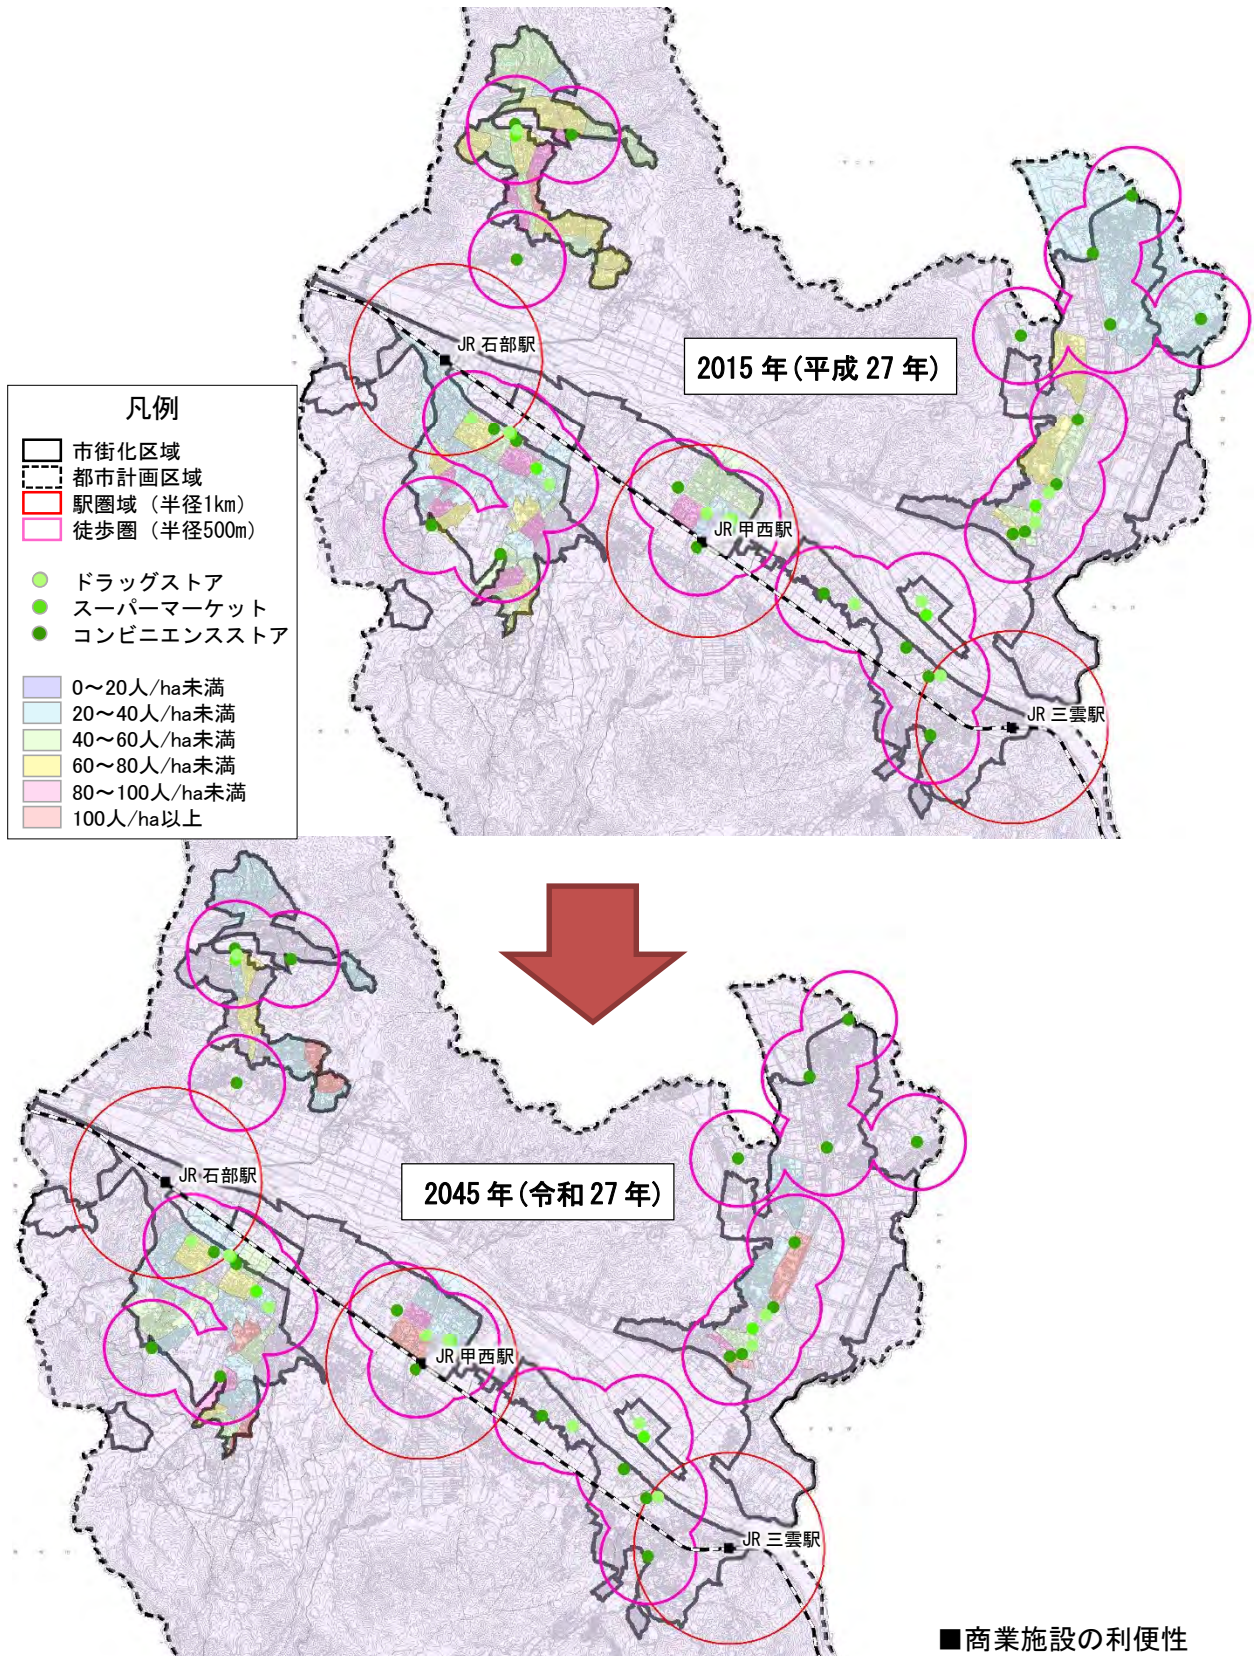 JR 石部駅
2015 年(平成 27 年)
凡例
市街化区域
都市計画区域
駅圏域（半径1km）
徒歩圏（半径500m）
ドラッグストア
スーパーマーケット
コンビニエンスストア
0～20人/ha未満
20～40人/ha未満
40～60人/ha未満
60～80人/ha未満
80～100人/ha未満
100人/ha以上
JR 甲西駅
JR 三雲駅
JR 石部駅
2045 年(令和 27 年)
JR 甲西駅
JR 三雲駅
■商業施設の利便性